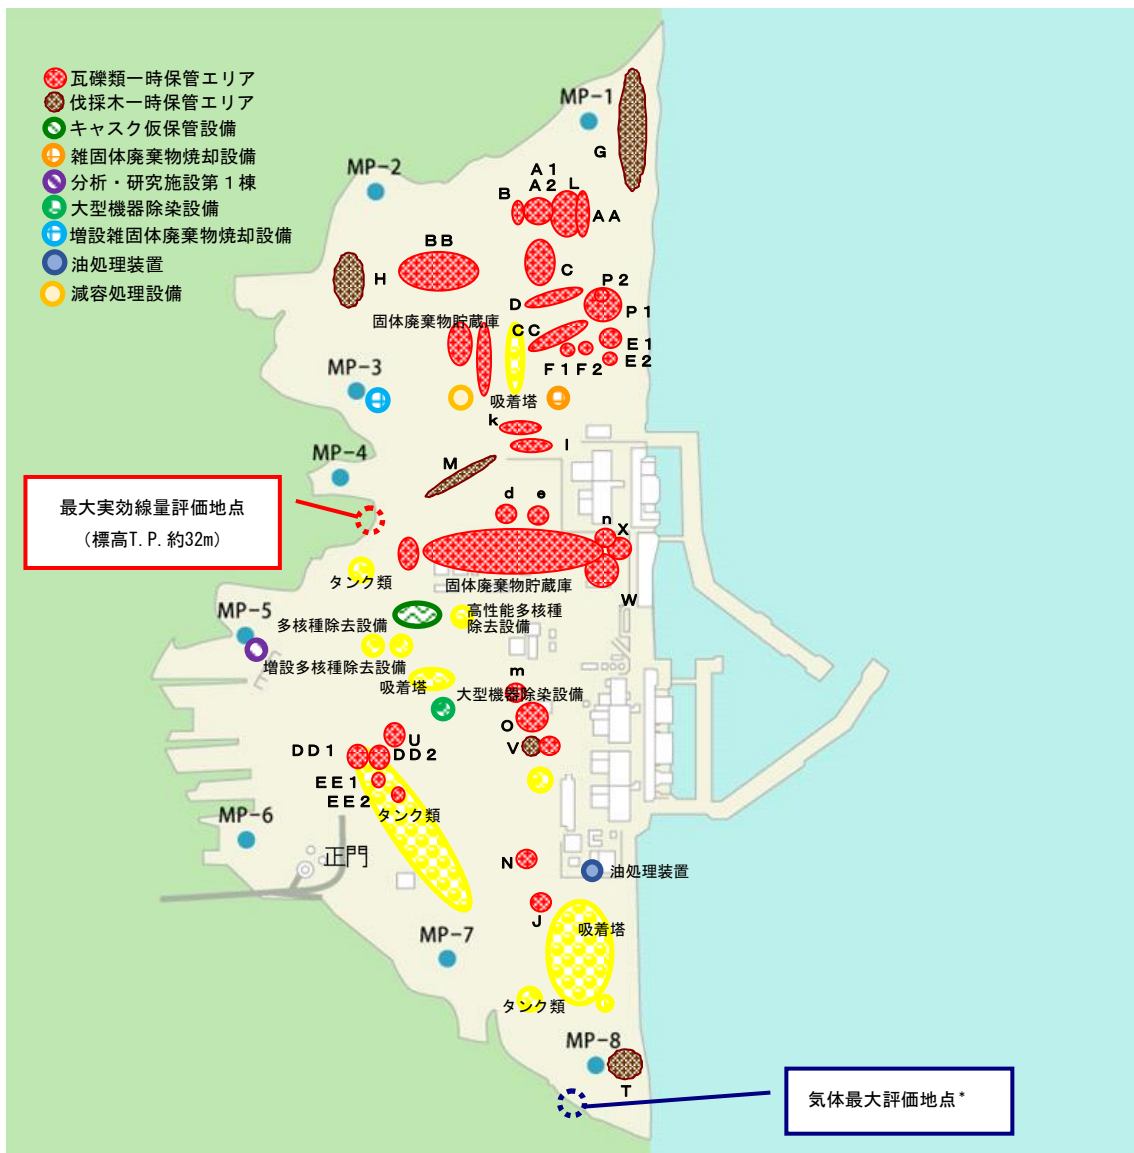 瓦礫類一時保管エリア
伐採木一時保管エリア
キャスク仮保管設備
雑固体廃棄物焼却設備
分析・研究施設第１棟
大型機器除染設備
増設雑固体廃棄物焼却設備
油処理装置
減容処理設備
MP-1
G
MP-2
A1
A2
L
B
AA
BB
H
C
P2
D
P1
固体廃棄物貯蔵庫
CC
E1
E2
F1
F2
MP-3
吸着塔
k
l
MP-4
M
d
e
n
X
最大実効線量評価地点
(標高T.P.約32m)
タンク類
固体廃棄物貯蔵庫
W
MP-5
多核種除去設備
高性能多核種
除去設備
増設多核種除去設備
吸着塔
m
大型機器除染設備
O
U
V
DD1
DD2
EE1
EE2
タンク類
MP-6
正門
N
油処理装置
J
吸着塔
MP-7
タンク類
MP-8
T
気体最大評価地点*